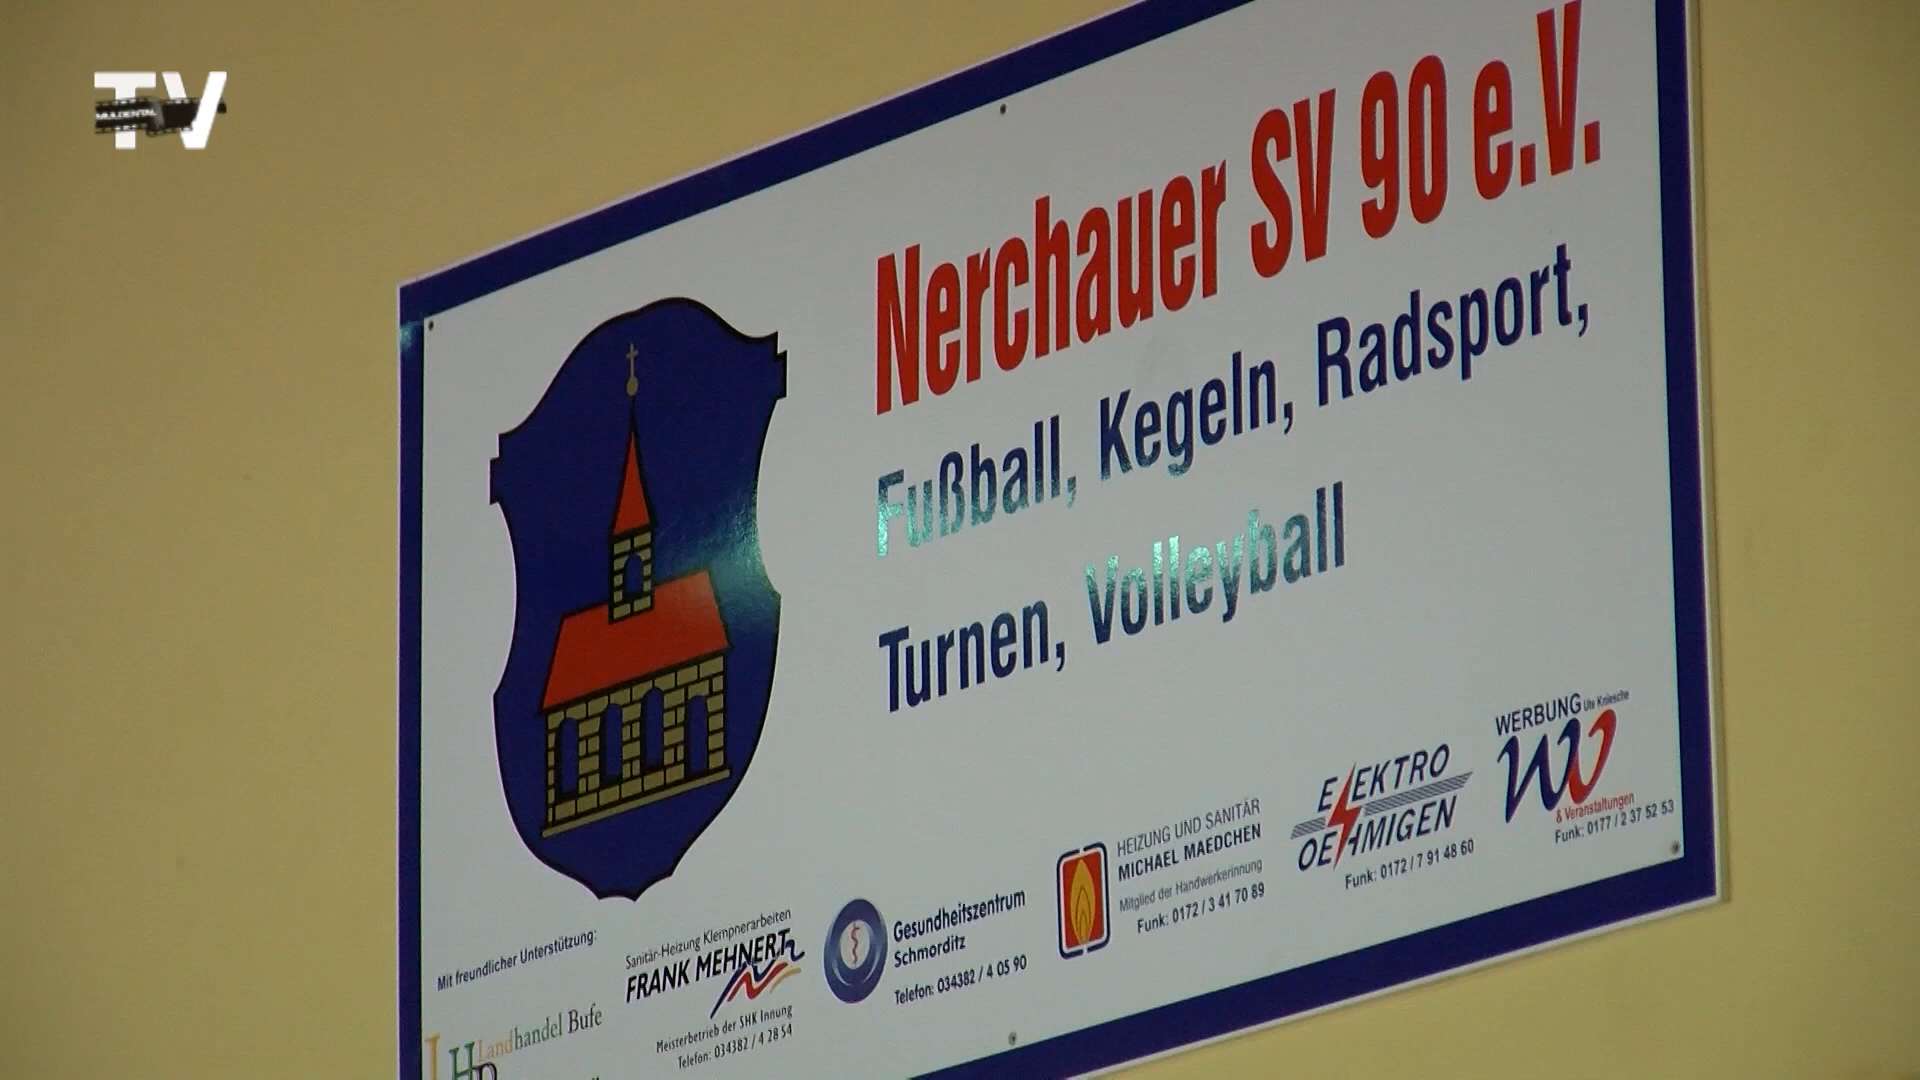 TV
MULDENTAL
Nerchauer SV 90 e.V.
Fußball, Kegeln, Radsport,
Turnen, Volleyball
Mit freundlicher Unterstützung:
Landhandel Bufe
Sanitär-Heizung Klempnerarbeiten
FRANK MEHNERT
Meisterbetrieb der SHK Innung
Telefon: 034382 / 4 28 54
Gesundheitszentrum
Schmorditz
Telefon: 034382 / 4 05 90
HEIZUNG UND SANITÄR
MICHAEL MAEDCHEN
Mitglied der Handwerkerinnung
Funk: 0172 / 3 41 70 89
ELEKTRO
OEHMIGEN
Funk: 0172 / 7 91 48 60
WERBUNG Ute Kniesche
& Veranstaltungen
Funk: 0177 / 2 37 52 53